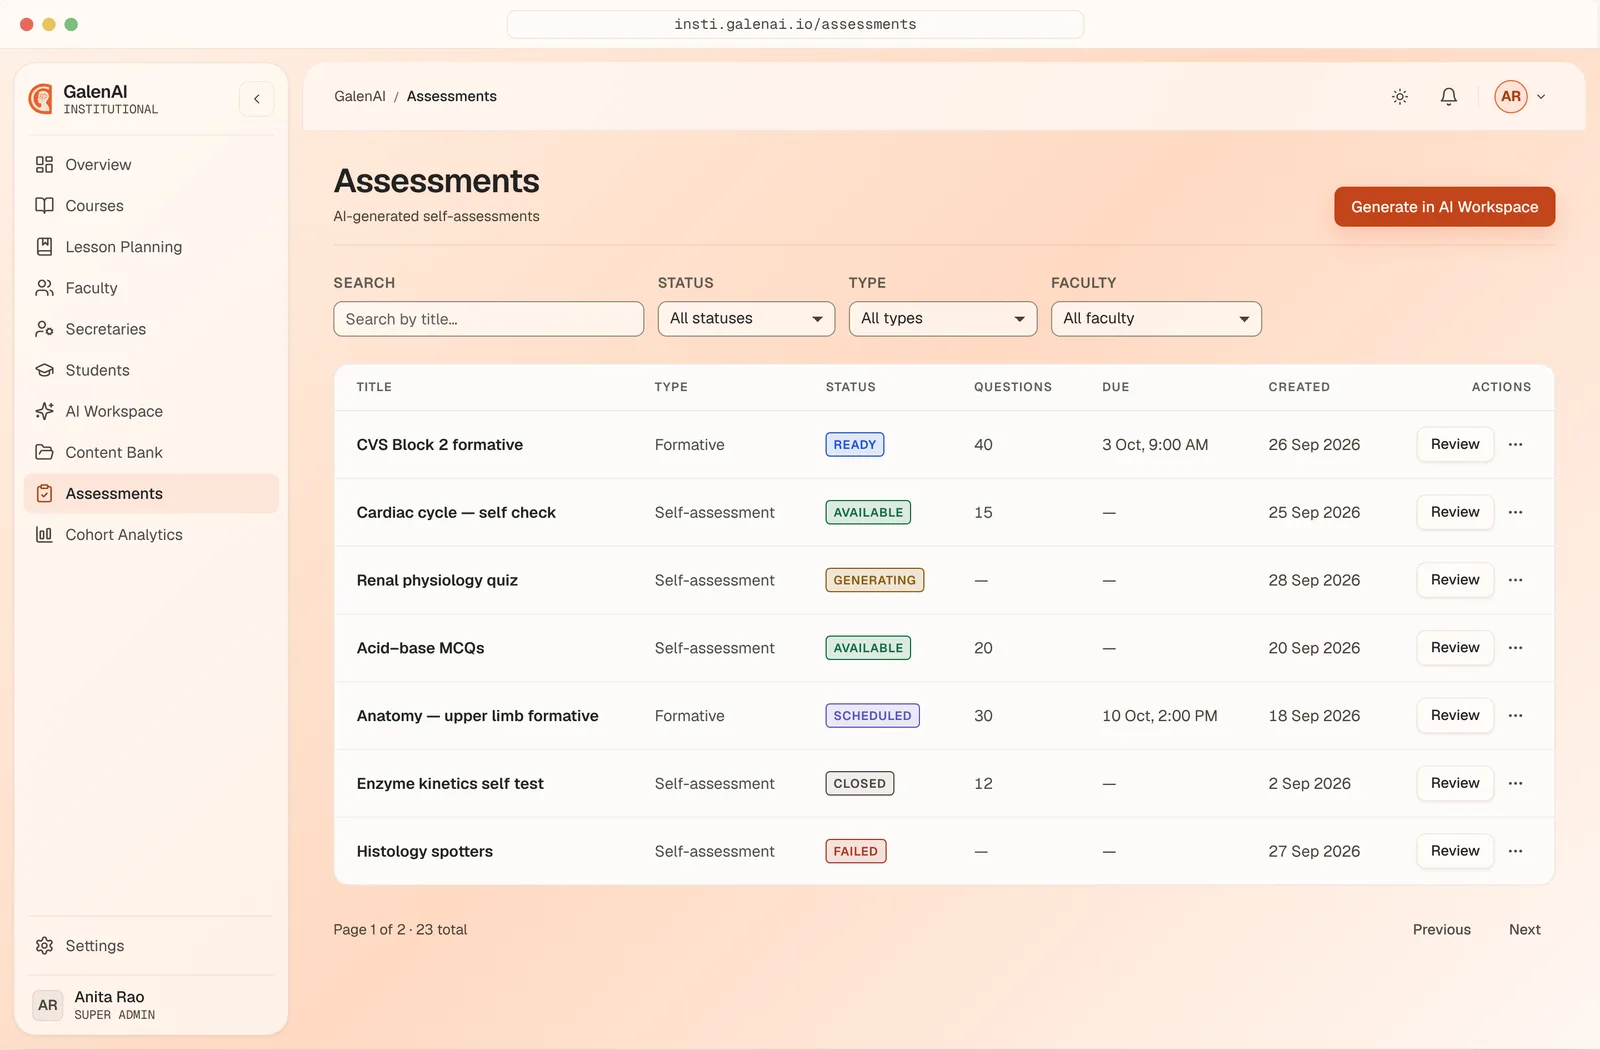 insti.galenai.io/assessments
GalenAI
INSTITUTIONAL
Overview
Courses
Lesson Planning
Faculty
Secretaries
Students
AI Workspace
Content Bank
Assessments
Cohort Analytics
Settings
AR
Anita Rao
SUPER ADMIN
GalenAI / Assessments
AR
Assessments
AI-generated self-assessments
Generate in AI Workspace
SEARCH STATUS TYPE FACULTY
Search by title... All statuses All types All faculty
TITLE TYPE STATUS QUESTIONS DUE CREATED ACTIONS
CVS Block 2 formative Formative READY 40 3 Oct, 9:00 AM 26 Sep 2026 Review
Cardiac cycle — self check Self-assessment AVAILABLE 15 — 25 Sep 2026 Review
Renal physiology quiz Self-assessment GENERATING — — 28 Sep 2026 Review
Acid–base MCQs Self-assessment AVAILABLE 20 — 20 Sep 2026 Review
Anatomy — upper limb formative Formative SCHEDULED 30 10 Oct, 2:00 PM 18 Sep 2026 Review
Enzyme kinetics self test Self-assessment CLOSED 12 — 2 Sep 2026 Review
Histology spotters Self-assessment FAILED — — 27 Sep 2026 Review
Page 1 of 2 · 23 total Previous Next